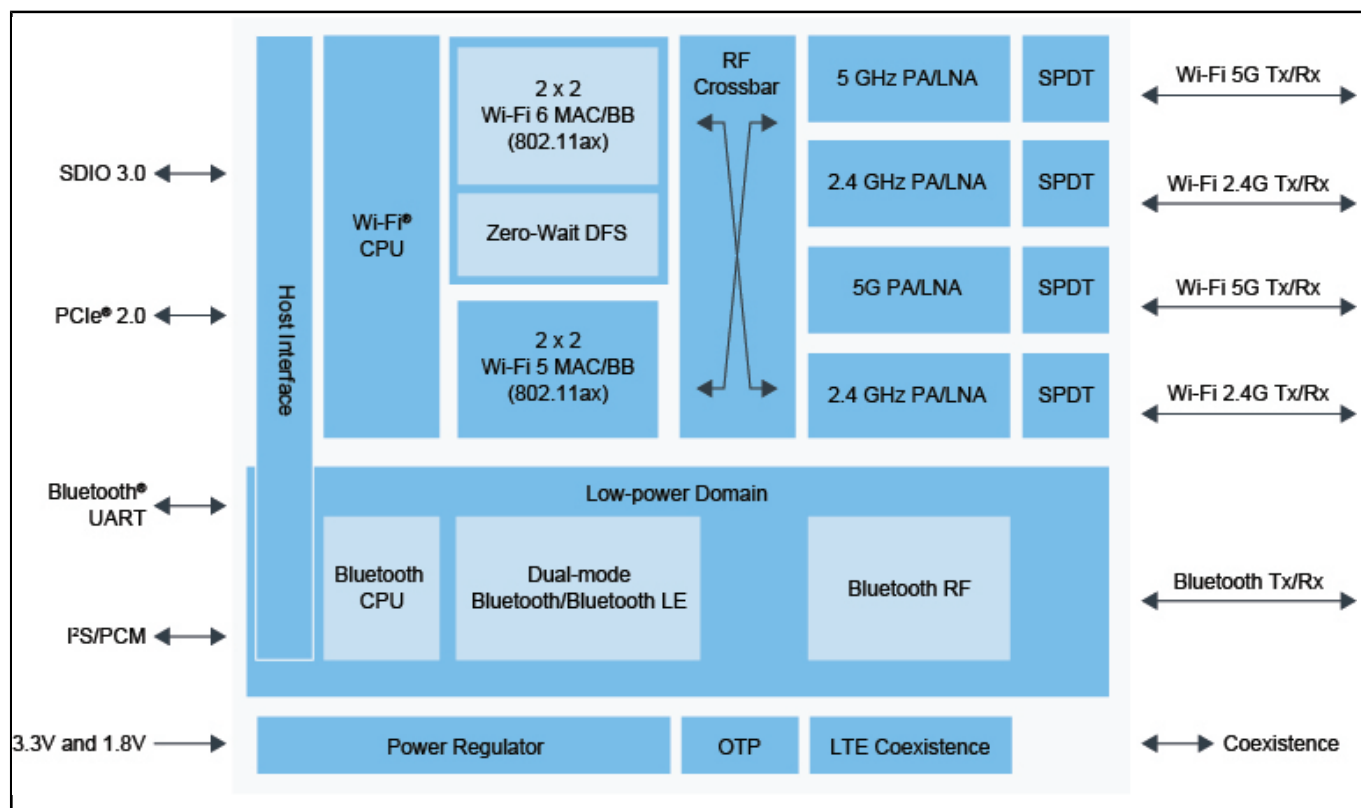 SDIO 3.0
PCIe® 2.0
Bluetooth®
UART
I²S/PCM
3.3V and 1.8V
Host Interface
Wi-Fi®
CPU
2 x 2
Wi-Fi 6 MAC/BB
(802.11ax)
Zero-Wait DFS
2 x 2
Wi-Fi 5 MAC/BB
(802.11ax)
RF
Crossbar
5 GHz PA/LNA
SPDT
Wi-Fi 5G Tx/Rx
2.4 GHz PA/LNA
SPDT
Wi-Fi 2.4G Tx/Rx
5G PA/LNA
SPDT
Wi-Fi 5G Tx/Rx
2.4 GHz PA/LNA
SPDT
Wi-Fi 2.4G Tx/Rx
Low-power Domain
Bluetooth
CPU
Dual-mode
Bluetooth/Bluetooth LE
Bluetooth RF
Bluetooth Tx/Rx
Power Regulator
OTP
LTE Coexistence
Coexistence